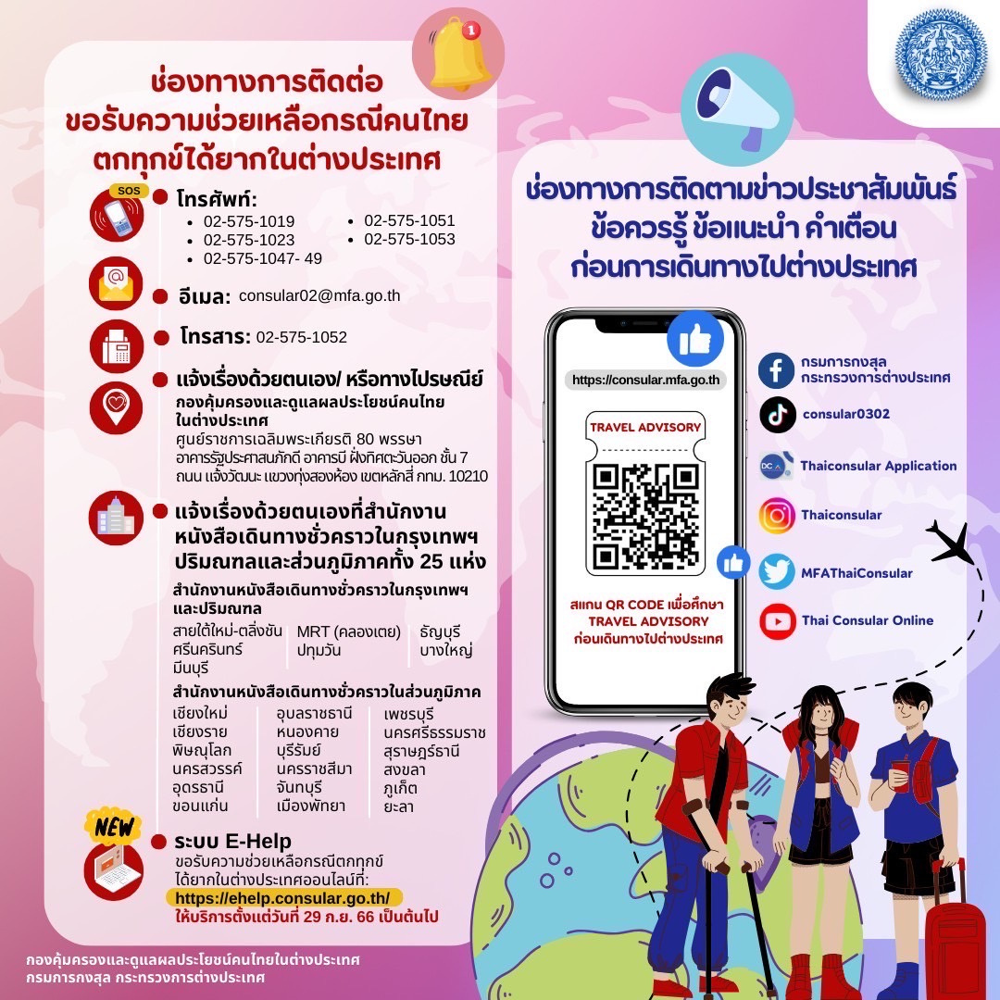 1
ช่องทางการติดต่อ
ขอรับความช่วยเหลือกรณีคนไทย
ตกทุกข์ได้ยากในต่างประเทศ
SOS
โทรศัพท์:
02-575-1019
02-575-1023
02-575-1047- 49
02-575-1051
02-575-1053
อีเมล: consular02@mfa.go.th
โทรสาร: 02-575-1052
แจ้งเรื่องด้วยตนเอง/ หรือทางไปรษณีย์
กองคุ้มครองและดูแลผลประโยชน์คนไทย
ในต่างประเทศ
ศูนย์ราชการเฉลิมพระเกียรติ 80 พรรษา
อาคารรัฐประศาสนภักดี อาคารบี ฝั่งทิศตะวันออก ชั้น 7
ถนน แจ้งวัฒนะ แขวงทุ่งสองห้อง เขตหลักสี่ กทม. 10210
แจ้งเรื่องด้วยตนเองที่สำนักงาน
หนังสือเดินทางชั่วคราวในกรุงเทพฯ
ปริมณฑลและส่วนภูมิภาคทั้ง 25 แห่ง
สำนักงานหนังสือเดินทางชั่วคราวในกรุงเทพฯ
และปริมณฑล
สายใต้ใหม่-ตลิ่งชัน
ศรีนครินทร์
มีนบุรี
MRT (คลองเตย)
ปทุมวัน
ธัญบุรี
บางใหญ่
สำนักงานหนังสือเดินทางชั่วคราวในส่วนภูมิภาค
เชียงใหม่
เชียงราย
พิษณุโลก
นครสวรรค์
อุดรธานี
ขอนแก่น
อุบลราชธานี
หนองคาย
บุรีรัมย์
นครราชสีมา
จันทบุรี
เมืองพัทยา
เพชรบุรี
นครศรีธรรมราช
สุราษฎร์ธานี
สงขลา
ภูเก็ต
ยะลา
NEW
ระบบ E-Help
ขอรับความช่วยเหลือกรณีตกทุกข์
ได้ยากในต่างประเทศออนไลน์ที่:
https://ehelp.consular.go.th/
ให้บริการตั้งแต่วันที่ 29 ก.ย. 66 เป็นต้นไป
กองคุ้มครองและดูแลผลประโยชน์คนไทยในต่างประเทศ
กรมการกงสุล กระทรวงการต่างประเทศ
ช่องทางการติดตามข่าวประชาสัมพันธ์
ข้อควรรู้ ข้อแนะนำ คำเตือน
ก่อนการเดินทางไปต่างประเทศ
https://consular.mfa.go.th
TRAVEL ADVISORY
สแกน QR CODE เพื่อศึกษา
TRAVEL ADVISORY
ก่อนเดินทางไปต่างประเทศ
กรมการกงสุล
กระทรวงการต่างประเทศ
consular0302
DC
Thaiconsular Application
Thaiconsular
MFAThaiConsular
Thai Consular Online